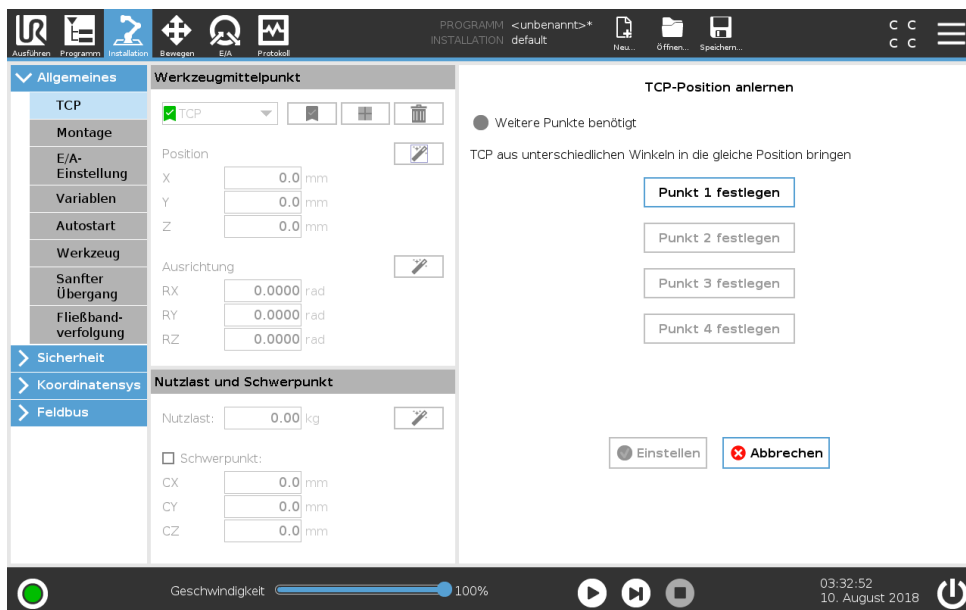 PROGRAMM <unbenannt>*
INSTALLATION default
C C
C C
Ausführen Programm Installation Bewegen E/A Protokoll Neu... Öffnen... Speichern...
Allgemeines
TCP
Montage
E/A-
Einstellung
Variablen
Autostart
Werkzeug
Sanfter
Übergang
Fließband-
verfolgung
Sicherheit
Koordinatensys
Feldbus
Werkzeugmittelpunkt
TCP
Position
X 0.0 mm
Y 0.0 mm
Z 0.0 mm
Ausrichtung
RX 0.0000 rad
RY 0.0000 rad
RZ 0.0000 rad
Nutzlast und Schwerpunkt
Nutzlast: 0.00 kg
Schwerpunkt:
CX 0.0 mm
CY 0.0 mm
CZ 0.0 mm
TCP-Position anlernen
Weitere Punkte benötigt
TCP aus unterschiedlichen Winkeln in die gleiche Position bringen
Punkt 1 festlegen
Punkt 2 festlegen
Punkt 3 festlegen
Punkt 4 festlegen
Einstellen Abbrechen
Geschwindigkeit 100%
03:32:52
10. August 2018